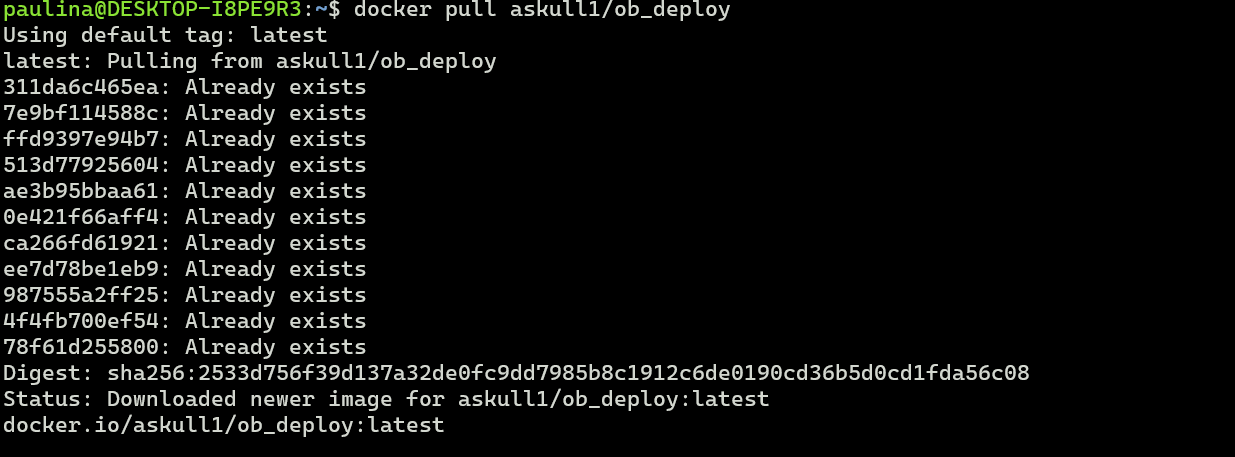 paulina@DESKTOP-I8PE9R3:~$ docker pull askull1/ob_deploy
Using default tag: latest
latest: Pulling from askull1/ob_deploy
311da6c465ea: Already exists
7e9bf114588c: Already exists
ffd9397e94b7: Already exists
513d77925604: Already exists
ae3b95bbaa61: Already exists
0e421f66aff4: Already exists
ca266fd61921: Already exists
ee7d78be1eb9: Already exists
987555a2ff25: Already exists
4f4fb700ef54: Already exists
78f61d255800: Already exists
Digest: sha256:2533d756f39d137a32de0fc9dd7985b8c1912c6de0190cd36b5d0cd1fda56c08
Status: Downloaded newer image for askull1/ob_deploy:latest
docker.io/askull1/ob_deploy:latest